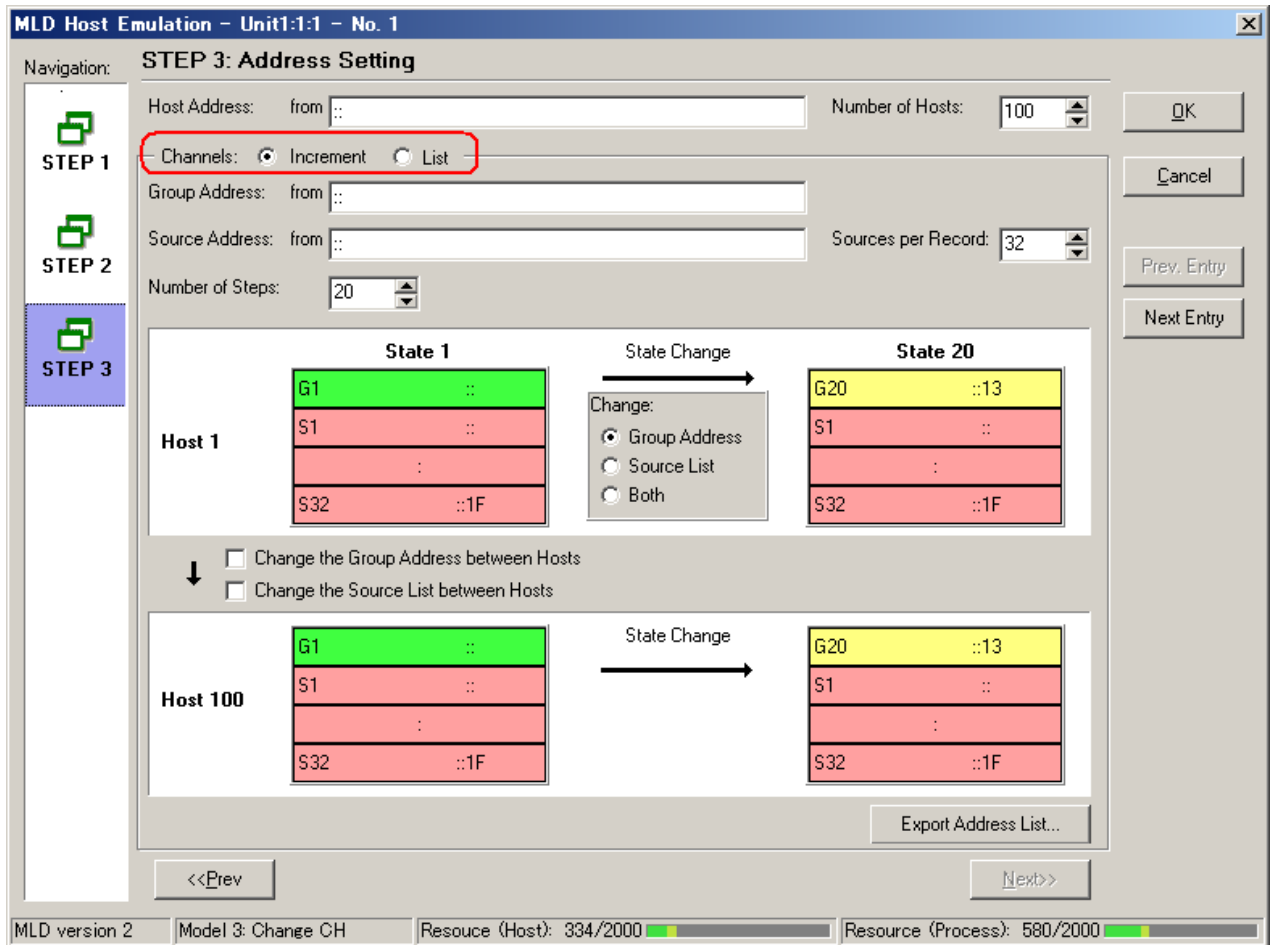 MLD Host Emulation - Unit1:1:1 - No. 1
Navigation:
STEP 1
STEP 2
STEP 3
STEP 3: Address Setting
Host Address: from ::
Number of Hosts: 100
Channels: Increment List
Group Address: from ::
Source Address: from ::
Sources per Record: 32
Number of Steps: 20
State 1 State Change State 20
Host 1
G1 ::
S1 ::
:
S32 ::1F
Change:
Group Address
Source List
Both
G20 ::13
S1 ::
:
S32 ::1F
Change the Group Address between Hosts
Change the Source List between Hosts
Host 100
G1 ::
S1 ::
:
S32 ::1F
State Change
G20 ::13
S1 ::
:
S32 ::1F
Export Address List...
<<Prev
Next>>
OK
Cancel
Prev. Entry
Next Entry
MLD version 2
Model 3: Change CH
Resouce (Host): 334/2000
Resource (Process): 580/2000